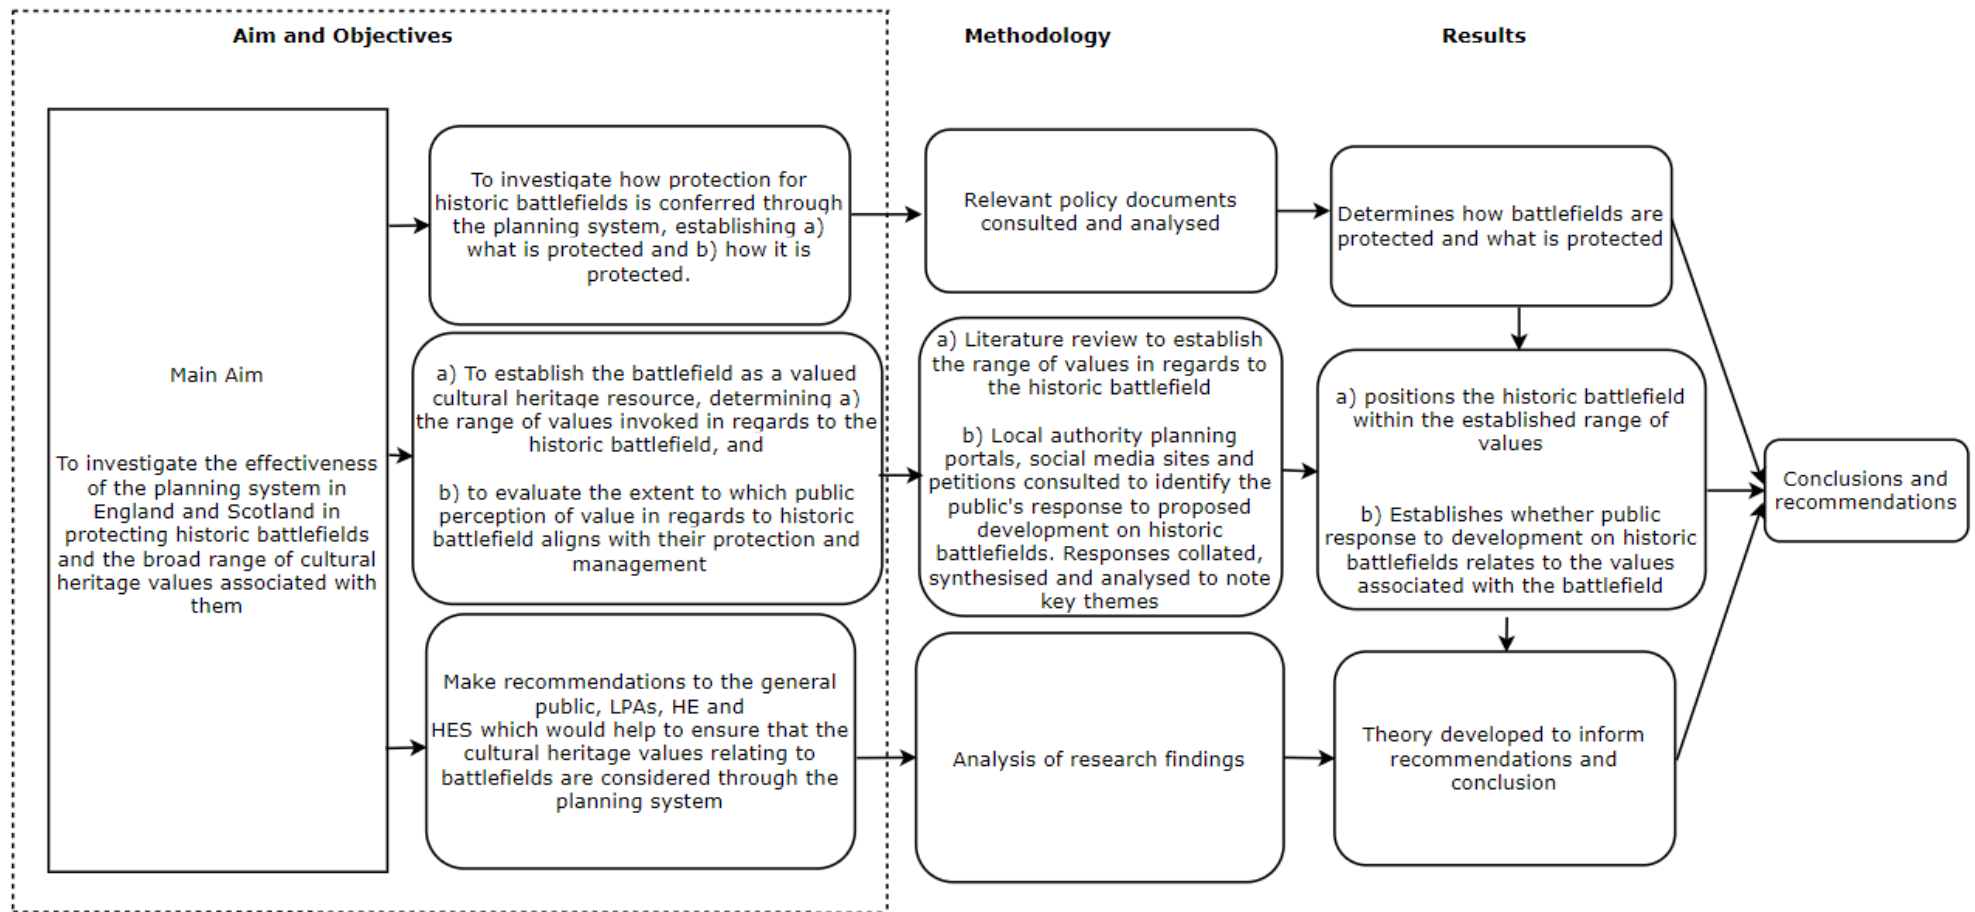 Aim and Objectives
Methodology
Results
Main Aim
To investigate the effectiveness
of the planning system in
England and Scotland in
protecting historic battlefields
and the broad range of cultural
heritage values associated with
them
To investigate how protection for
historic battlefields is conferred through
the planning system, establishing a)
what is protected and b) how it is
protected.
Relevant policy documents
consulted and analysed
Determines how battlefields are
protected and what is protected
a) To establish the battlefield as a valued
cultural heritage resource, determining a)
the range of values invoked in regards to the
historic battlefield, and
b) to evaluate the extent to which public
perception of value in regards to historic
battlefield aligns with their protection and
management
a) Literature review to establish
the range of values in regards to
the historic battlefield
b) Local authority planning
portals, social media sites and
petitions consulted to identify the
public's response to proposed
development on historic
battlefields. Responses collated,
synthesised and analysed to note
key themes
a) positions the historic battlefield
within the established range of
values
b) Establishes whether public
response to development on historic
battlefields relates to the values
associated with the battlefield
Make recommendations to the general
public, LPAs, HE and
HES which would help to ensure that the
cultural heritage values relating to
battlefields are considered through the
planning system
Analysis of research findings
Theory developed to inform
recommendations and
conclusion
Conclusions and
recommendations